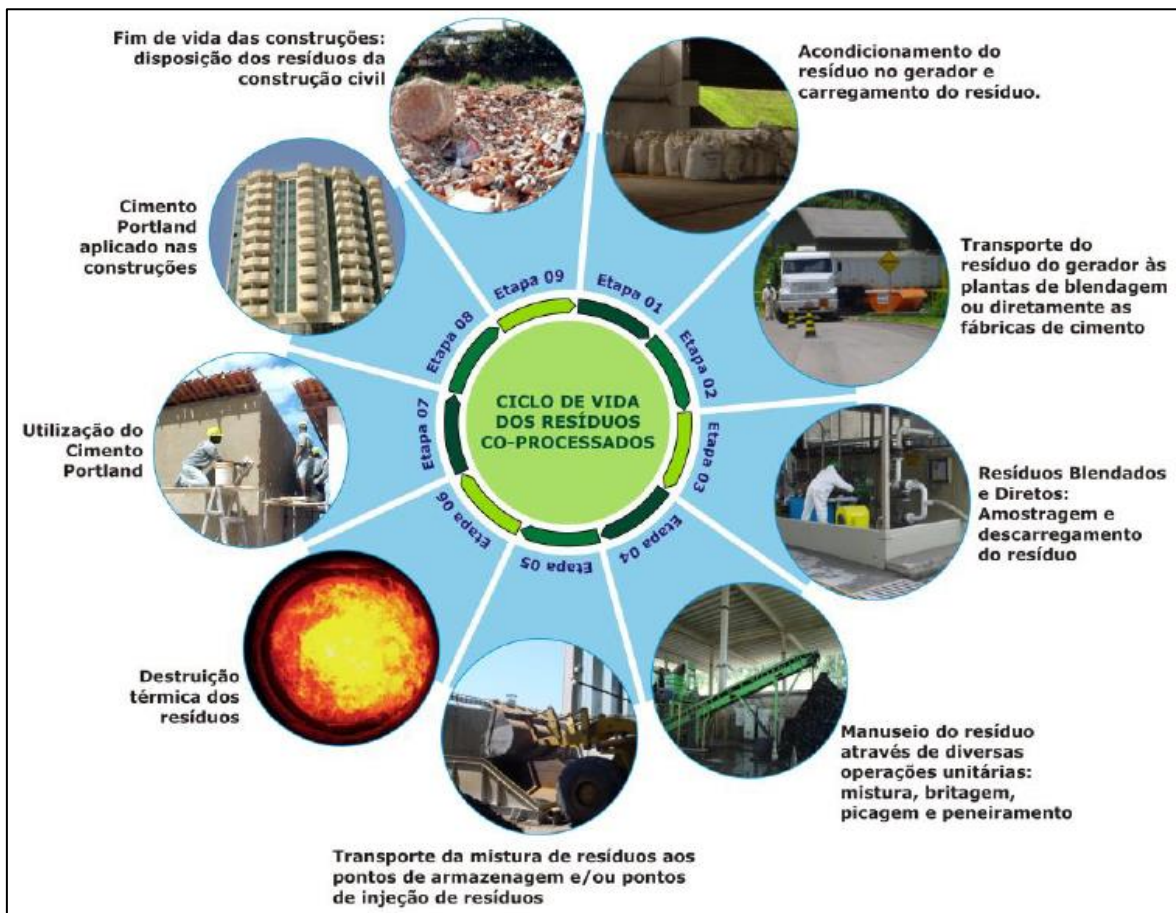 Fim de vida das construções:
disposição dos resíduos da
construção civil
Acondicionamento do
resíduo no gerador e
carregamento do resíduo.
Cimento
Portland
aplicado nas
construções
Transporte do
resíduo do gerador às
plantas de blendagem
ou diretamente as
fábricas de cimento
Etapa 09
Etapa 01
Etapa 08
Etapa 02
CICLO DE VIDA
DOS RESÍDUOS
CO-PROCESSADOS
Etapa 07
Etapa 03
Utilização do
Cimento
Portland
Resíduos Blendados
e Diretos:
Amostragem e
descarregamento
do resíduo
Etapa 06
Etapa 05
Etapa 04
Destruição
térmica dos
resíduos
Manuseio do resíduo
através de diversas
operações unitárias:
mistura, britagem,
picagem e peneiramento
Transporte da mistura de resíduos aos
pontos de armazenagem e/ou pontos
de injeção de resíduos